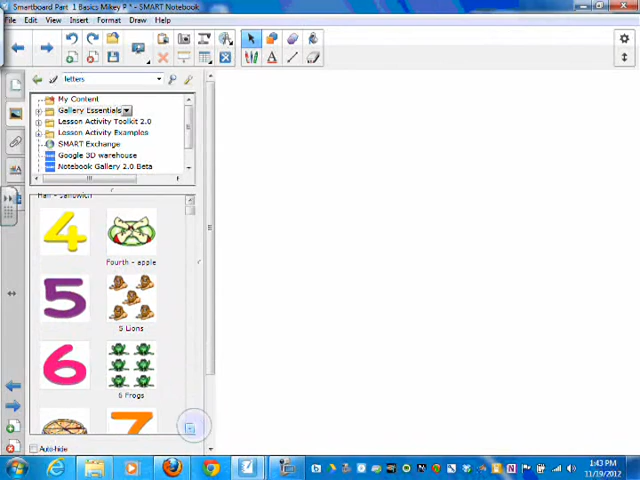 Smartboard Part 1 Basics Mikey P * - SMART Notebook
File Edit View Insert Format Draw Help
letters
My Content
Gallery Essentials
Lesson Activity Toolkit 2.0
Lesson Activity Examples
SMART Exchange
Google 3D warehouse
Notebook Gallery 2.0 Beta
Half - sandwich
4
Fourth - apple
5
5 Lions
6
6 Frogs
7
Auto-hide
1:43 PM
11/19/2012